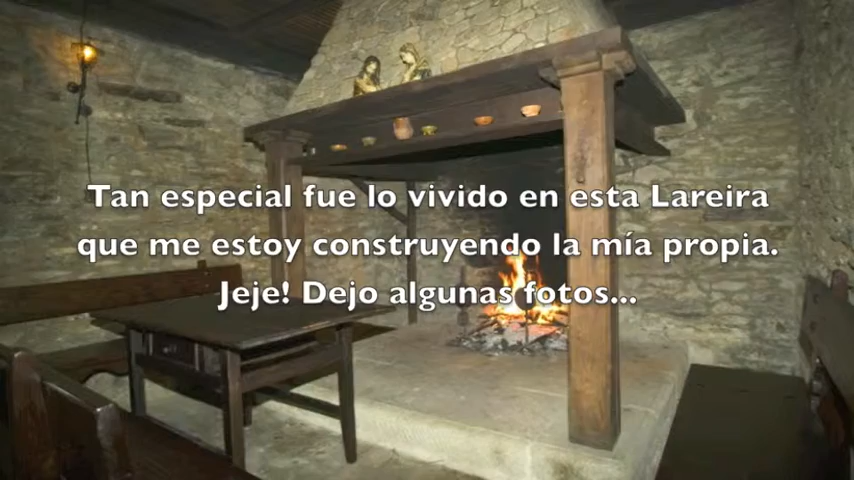 Tan especial fue lo vivido en esta Lareira
que me estoy construyendo la mía propia.
Jeje! Dejo algunas fotos...